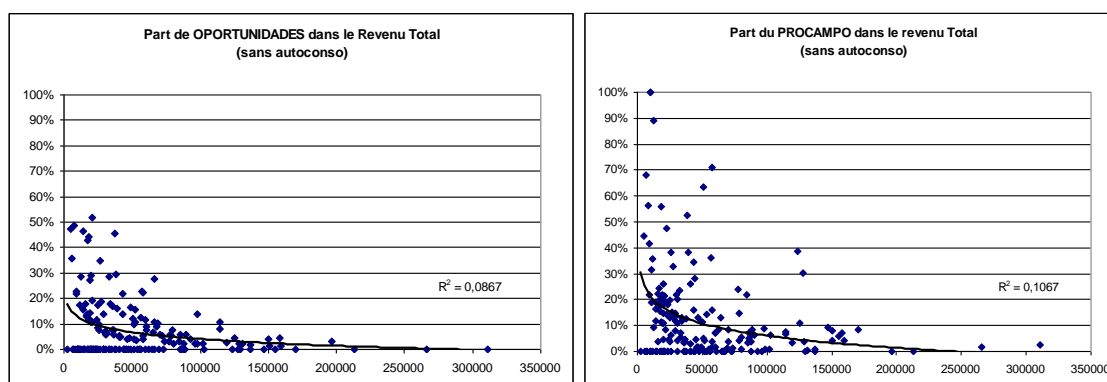 Part de OPORTUNIDADES dans le Revenu Total
(sans autoconso)
100%
90%
80%
70%
60%
50%
40%
30%
20%
10%
0%
R² = 0,0867
0 50000 100000 150000 200000 250000 300000 350000
Part du PROCAMPO dans le revenu Total
(sans autoconso)
100%
90%
80%
70%
60%
50%
40%
30%
20%
10%
0%
R² = 0,1067
0 50000 100000 150000 200000 250000 300000 350000